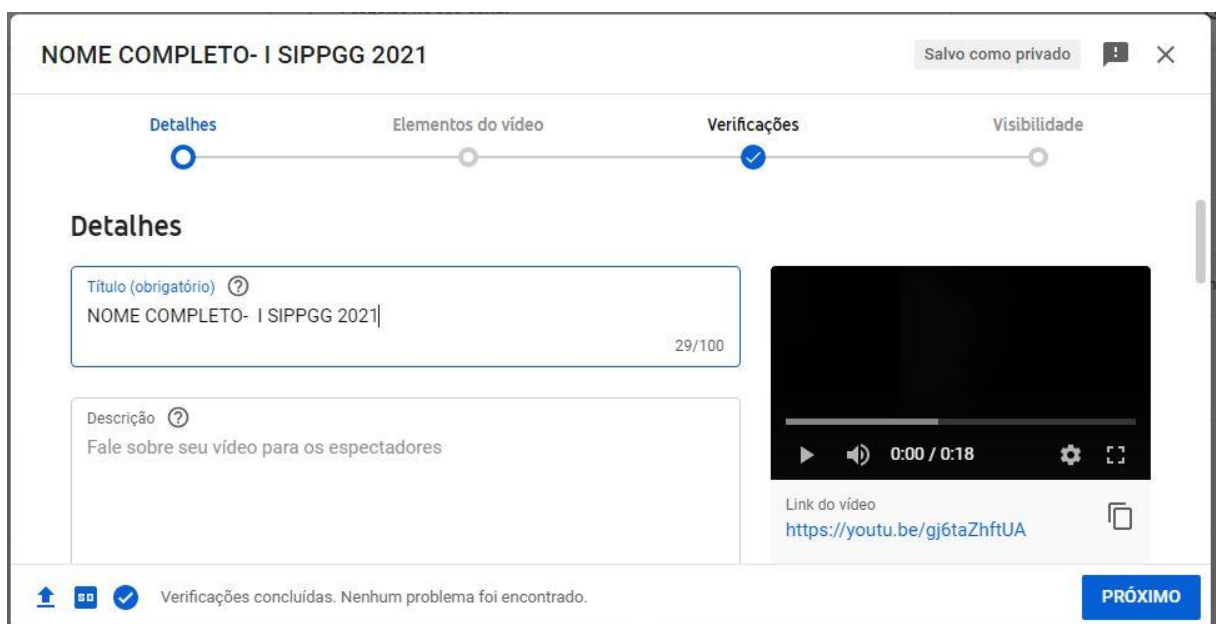 NOME COMPLETO- I SIPPGG 2021
Salvo como privado
Detalhes
Elementos do vídeo
Verificações
Visibilidade
Detalhes
Título (obrigatório)
NOME COMPLETO-  I SIPPGG 2021
29/100
Descrição
Fale sobre seu vídeo para os espectadores
0:00 / 0:18
Link do vídeo
https://youtu.be/gj6taZhftUA
SD
Verificações concluídas. Nenhum problema foi encontrado.
PRÓXIMO